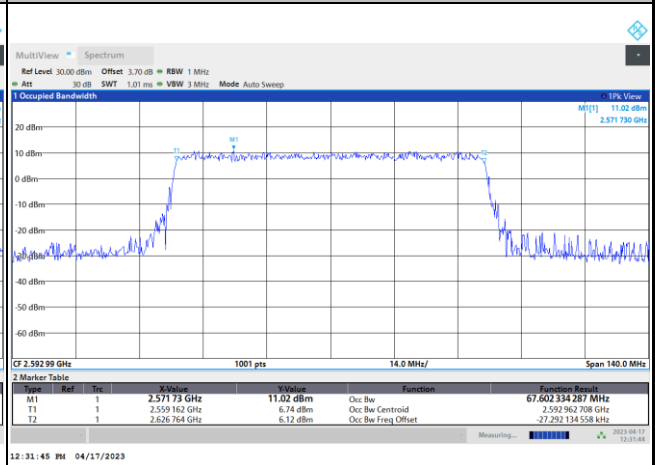 MultiView Spectrum
Ref Level 30.00 dBm Offset 3.70 dB RBW 1 MHz
Att 30 dB SWT 1.01 ms VBW 3 MHz Mode Auto Sweep
1 Occupied Bandwidth 1Pk View
M1[1] 11.02 dBm
2.571 730 GHz
20 dBm
M1
T1
T2
10 dBm
0 dBm
-10 dBm
-20 dBm
-40 dBm
-50 dBm
-60 dBm
CF 2.592 99 GHz 1001 pts 14.0 MHz/ Span 140.0 MHz
2 Marker Table
Type Ref Trc X-Value Y-Value Function Function Result
M1 1 2.571 73 GHz 11.02 dBm Occ Bw 67.602 334 287 MHz
T1 1 2.559 162 GHz 6.74 dBm Occ Bw Centroid 2.592 962 708 GHz
T2 1 2.626 764 GHz 6.12 dBm Occ Bw Freq Offset -27.292 134 558 kHz
Measuring... 2023-04-17
12:31:44
12:31:45 PM 04/17/2023